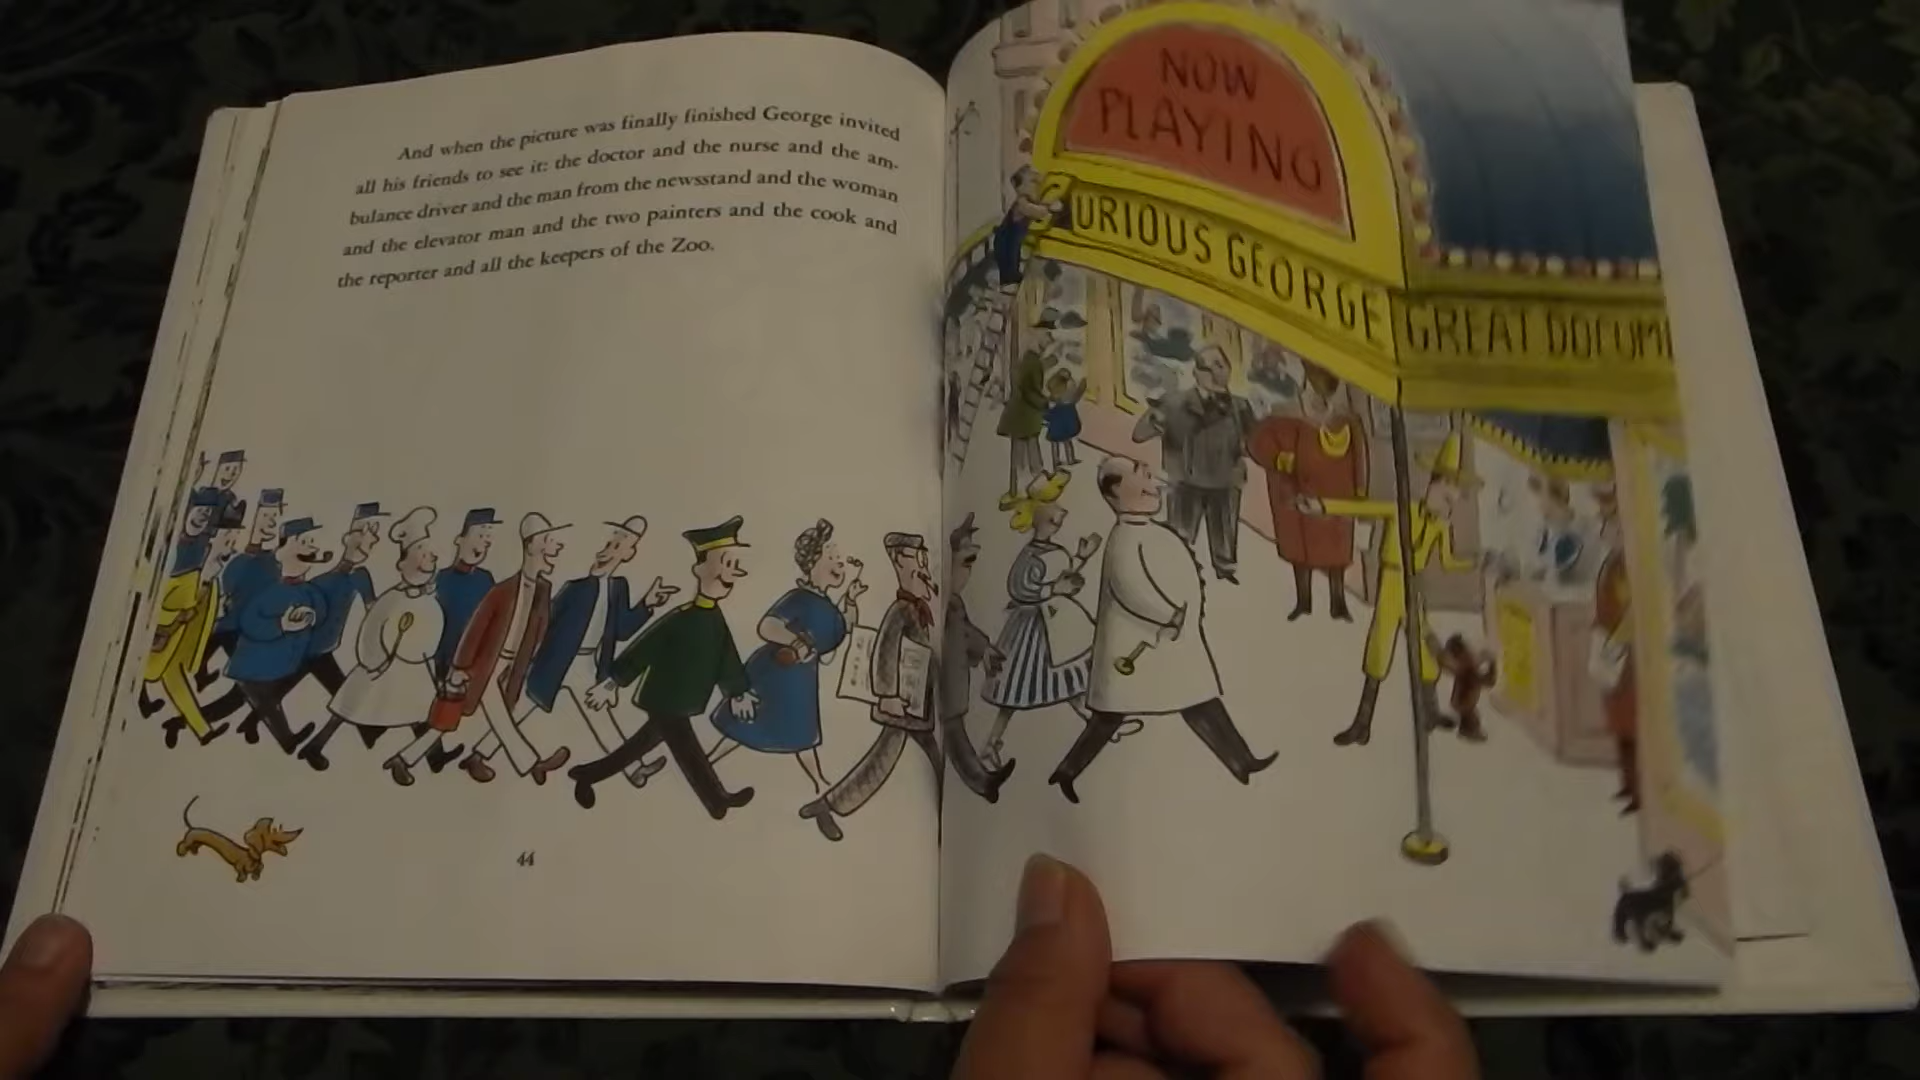 And when the picture was finally finished George invited
all his friends to see it: the doctor and the nurse and the am-
bulance driver and the man from the newsstand and the woman
and the elevator man and the two painters and the cook and
the reporter and all the keepers of the Zoo.
44
NOW
PLAYING
CURIOUS GEORGE GREAT DOCUM